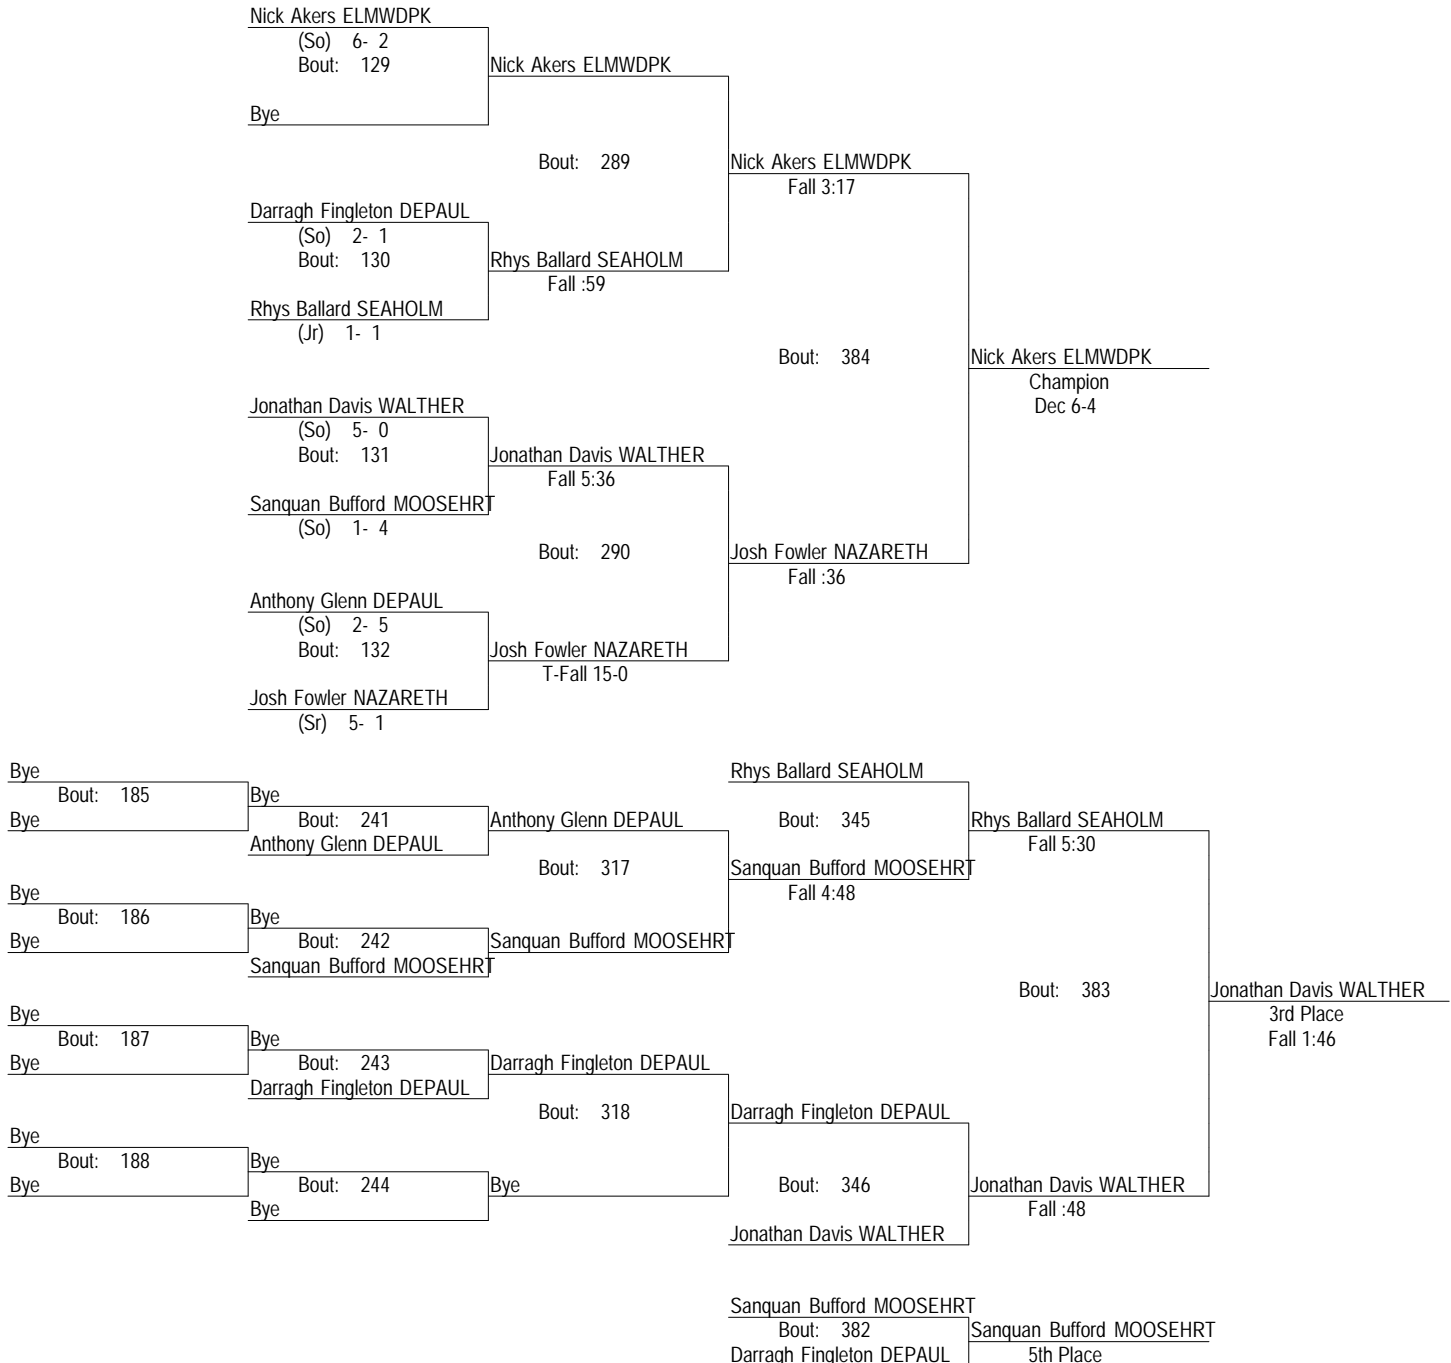 Nick Akers ELMWDPK
(So) 6- 2
Bout: 129
Nick Akers ELMWDPK
Bye
Bout: 289
Nick Akers ELMWDPK
Fall 3:17
Darragh Fingleton DEPAUL
(So) 2- 1
Bout: 130
Rhys Ballard SEAHOLM
Fall :59
Rhys Ballard SEAHOLM
(Jr) 1- 1
Bout: 384
Nick Akers ELMWDPK
Champion
Dec 6-4
Jonathan Davis WALTHER
(So) 5- 0
Bout: 131
Jonathan Davis WALTHER
Fall 5:36
Sanquan Bufford MOOSEHRT
(So) 1- 4
Bout: 290
Josh Fowler NAZARETH
Fall :36
Anthony Glenn DEPAUL
(So) 2- 5
Bout: 132
Josh Fowler NAZARETH
T-Fall 15-0
Josh Fowler NAZARETH
(Sr) 5- 1
Bye
Bout: 185
Bye
Bye
Bout: 241
Anthony Glenn DEPAUL
Anthony Glenn DEPAUL
Bout: 317
Rhys Ballard SEAHOLM
Bout: 345
Rhys Ballard SEAHOLM
Fall 5:30
Sanquan Bufford MOOSEHRT
Fall 4:48
Bye
Bout: 186
Bye
Bye
Bout: 242
Sanquan Bufford MOOSEHRT
Sanquan Bufford MOOSEHRT
Bout: 383
Jonathan Davis WALTHER
3rd Place
Fall 1:46
Bye
Bout: 187
Bye
Bye
Bout: 243
Darragh Fingleton DEPAUL
Darragh Fingleton DEPAUL
Bout: 318
Darragh Fingleton DEPAUL
Bye
Bout: 188
Bye
Bye
Bout: 244
Bye
Bye
Bout: 346
Jonathan Davis WALTHER
Fall :48
Jonathan Davis WALTHER
Sanquan Bufford MOOSEHRT
Bout: 382
Sanquan Bufford MOOSEHRT
Darragh Fingleton DEPAUL
5th Place